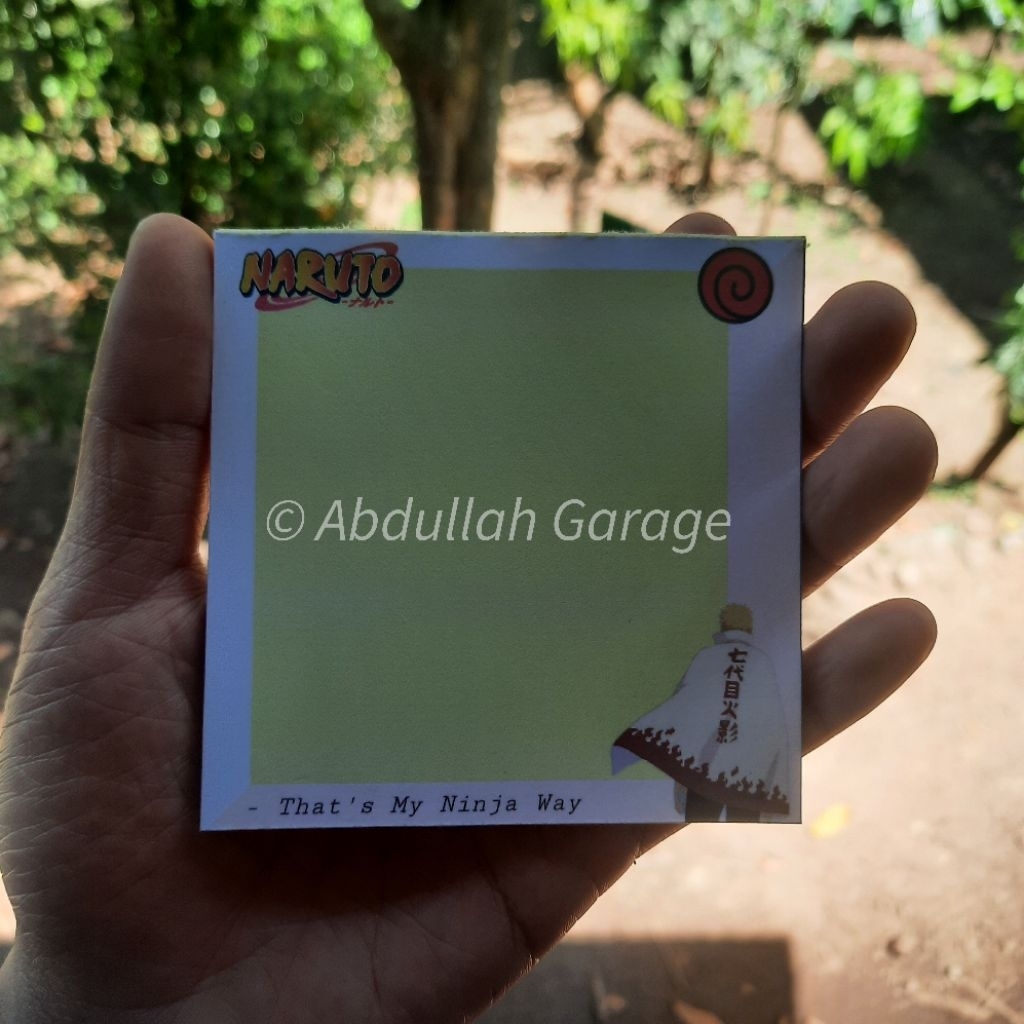 NARUTO
-ナルト-
© Abdullah Garage
七代目火影
- That's My Ninja Way